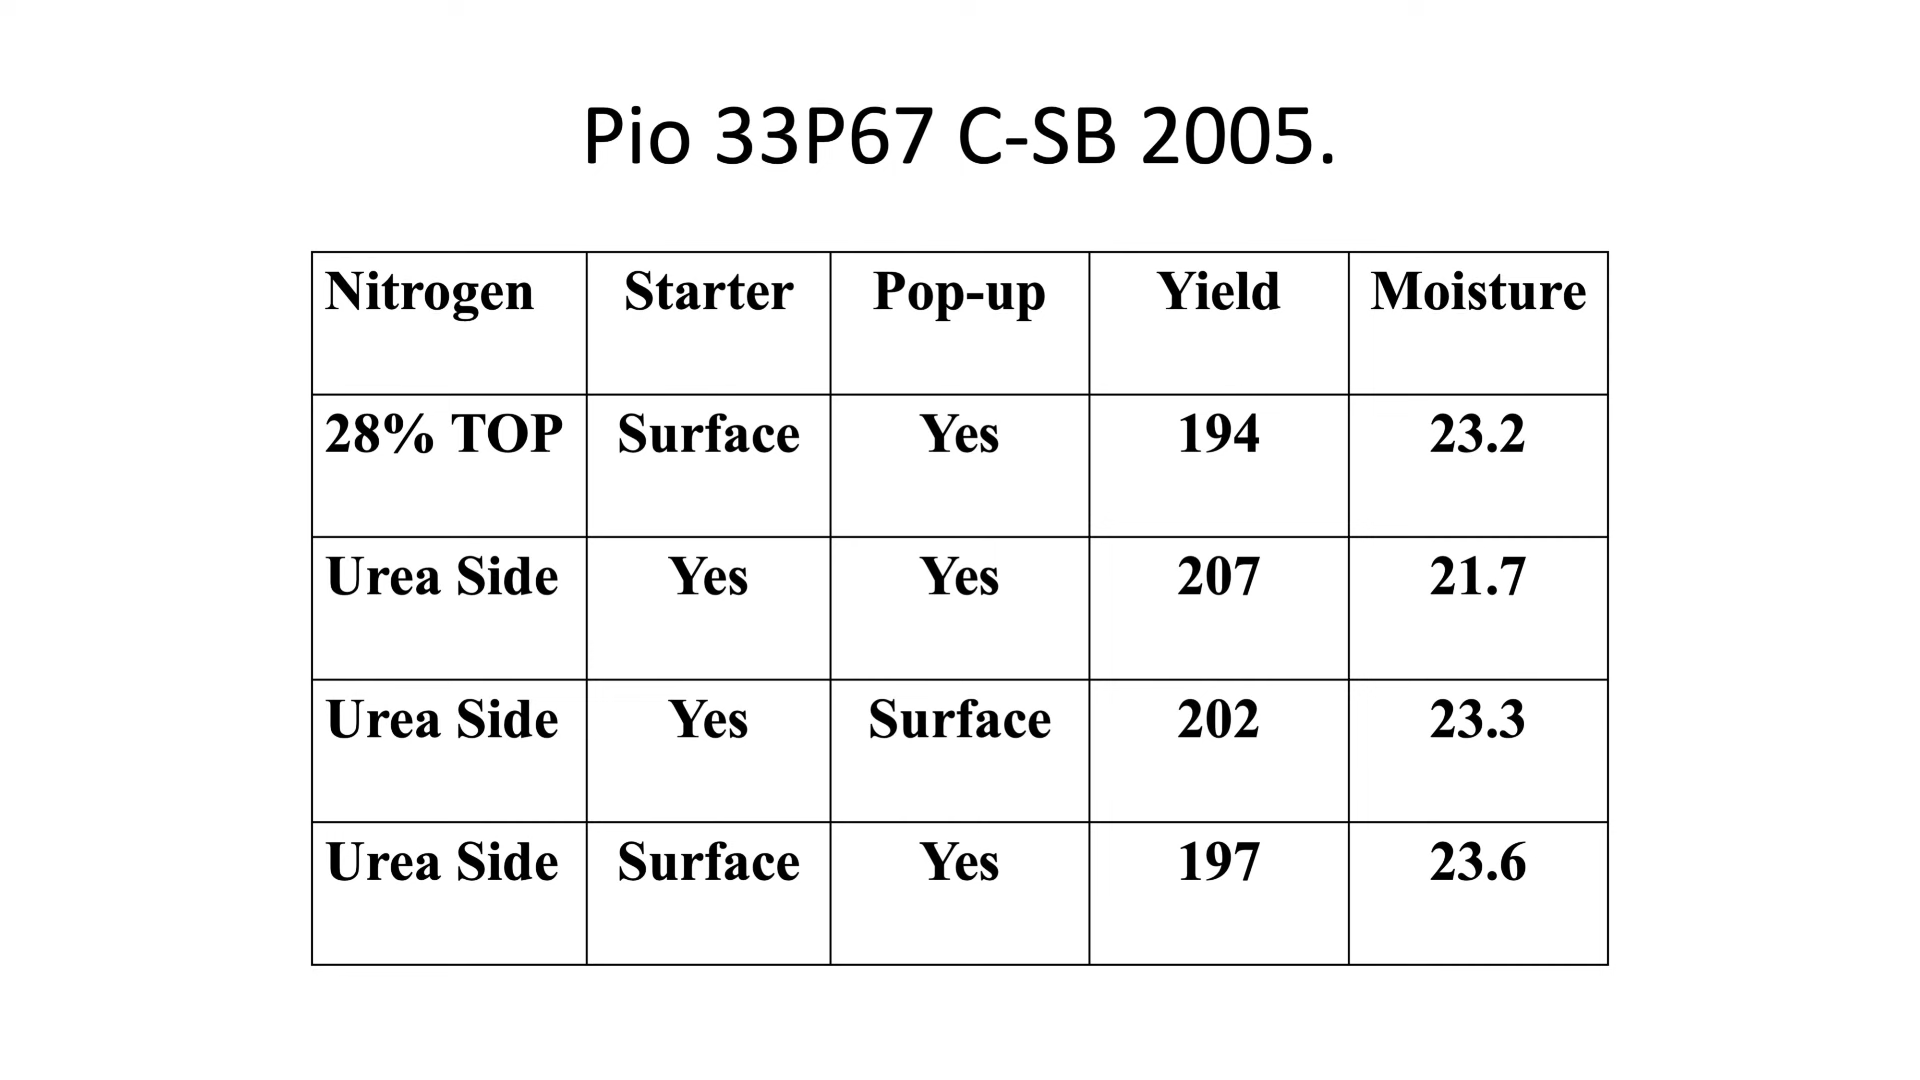 Pio 33P67 C-SB 2005.
Nitrogen Starter Pop-up Yield Moisture
28% TOP Surface Yes 194 23.2
Urea Side Yes Yes 207 21.7
Urea Side Yes Surface 202 23.3
Urea Side Surface Yes 197 23.6